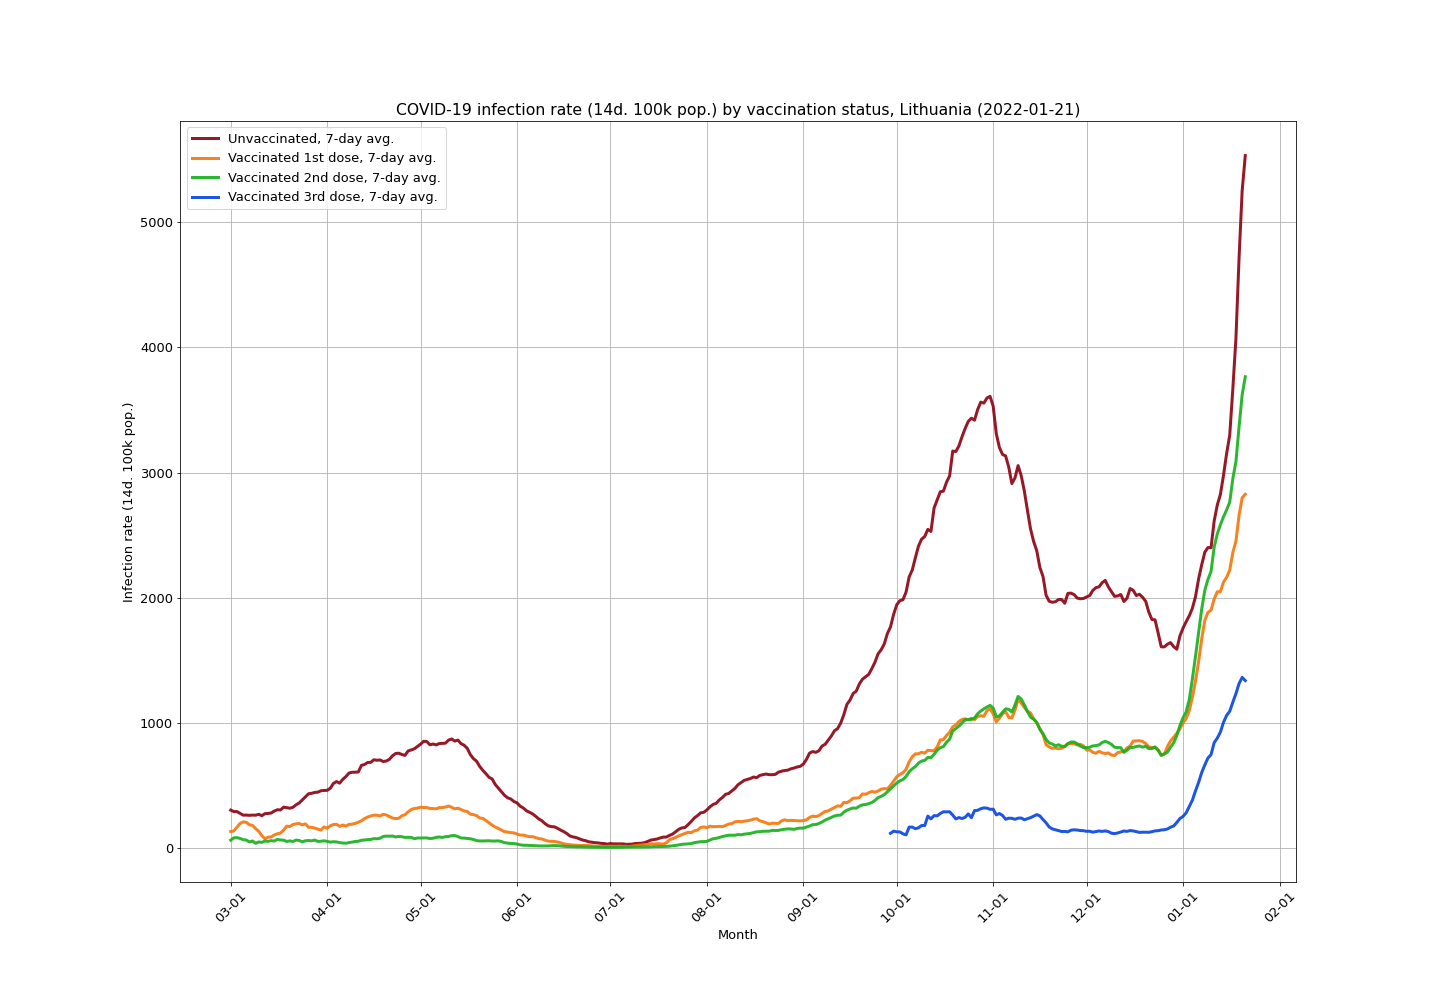 COVID-19 infection rate (14d. 100k pop.) by vaccination status, Lithuania (2022-01-21)
Unvaccinated, 7-day avg.
Vaccinated 1st dose, 7-day avg.
Vaccinated 2nd dose, 7-day avg.
Vaccinated 3rd dose, 7-day avg.
Infection rate (14d. 100k pop.)
5000
4000
3000
2000
1000
0
03-01 04-01 05-01 06-01 07-01 08-01 09-01 10-01 11-01 12-01 01-01 02-01
Month